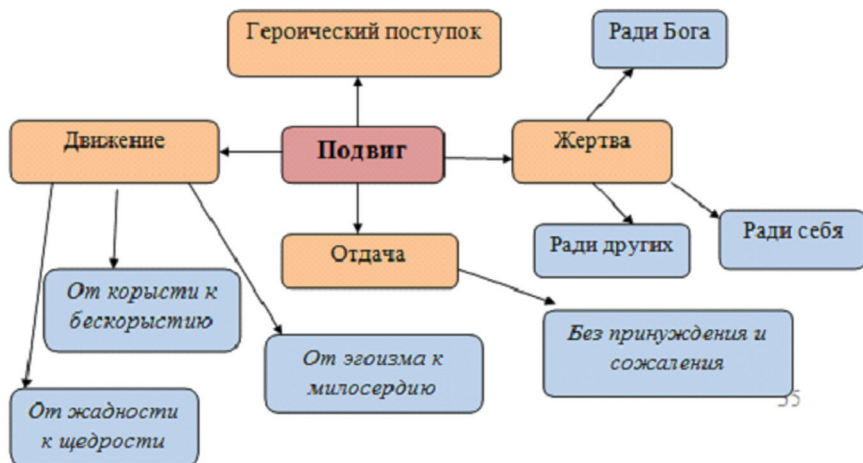 Героический поступок
Ради Бога
Движение
Подвиг
Жертва
Ради других
Ради себя
Отдача
От корысти к
бескорыстию
От эгоизма к
милосердию
Без принуждения и
сожаления
От жадности
к щедрости